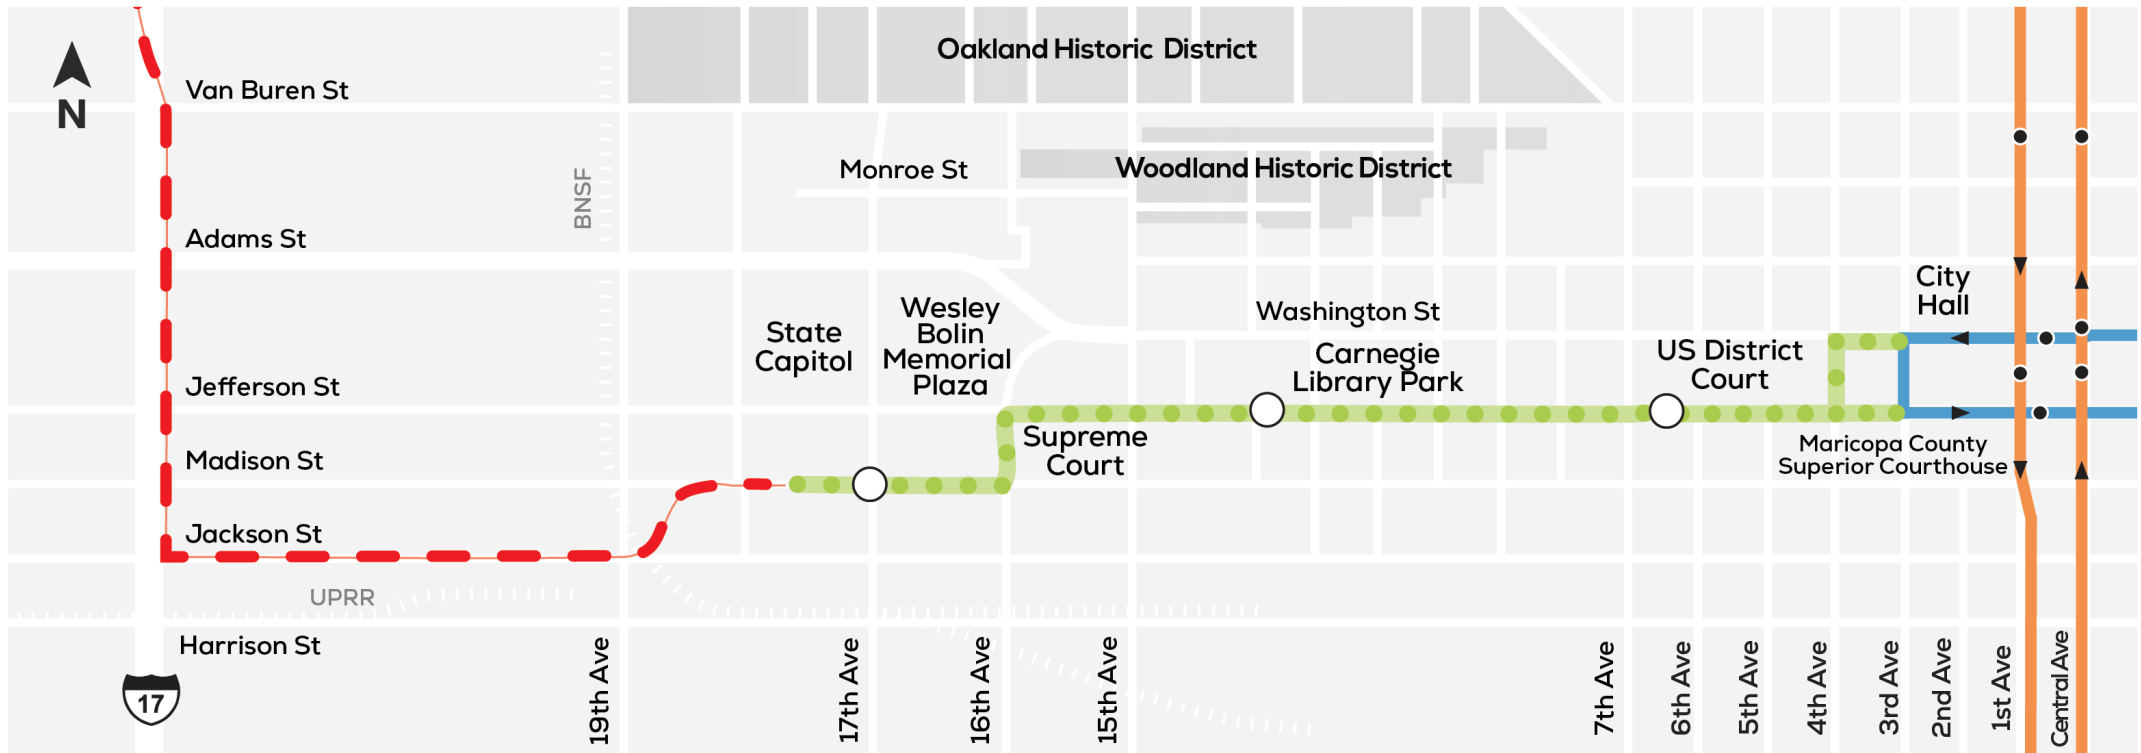 Oakland Historic District
Van Buren St
N
Monroe St
Woodland Historic District
BNSF
Adams St
City
Hall
Wesley
Bolin
Memorial
Plaza
Washington St
State
Capitol
Carnegie
Library Park
US District
Court
Jefferson St
Supreme
Court
Maricopa County
Superior Courthouse
Madison St
Jackson St
UPRR
Harrison St
17
19th Ave
17th Ave
16th Ave
15th Ave
7th Ave
6th Ave
5th Ave
4th Ave
3rd Ave
2nd Ave
1st Ave
Central Ave